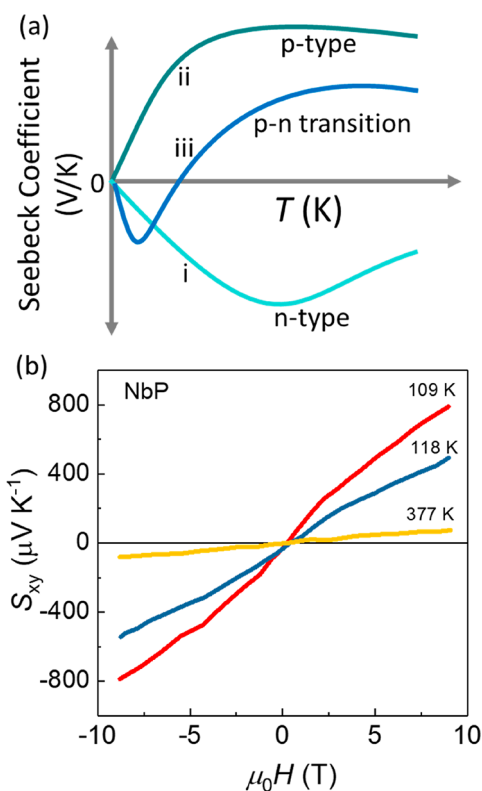 (a)
p-type
ii
iii
p-n transition
Seebeck Coefficient
(V/K)
0
T (K)
i
n-type
(b)
NbP
109 K
118 K
377 K
800
400
0
-400
-800
Sxy (μV K-1)
-10
-5
0
5
10
μ0H (T)